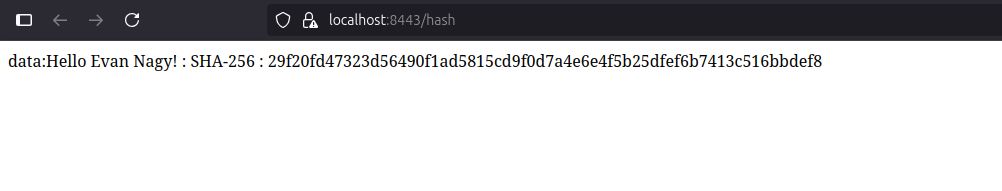 localhost:8443/hash
data:Hello Evan Nagy! : SHA-256 : 29f20fd47323d56490f1ad5815cd9f0d7a4e6e4f5b25dfef6b7413c516bbdef8